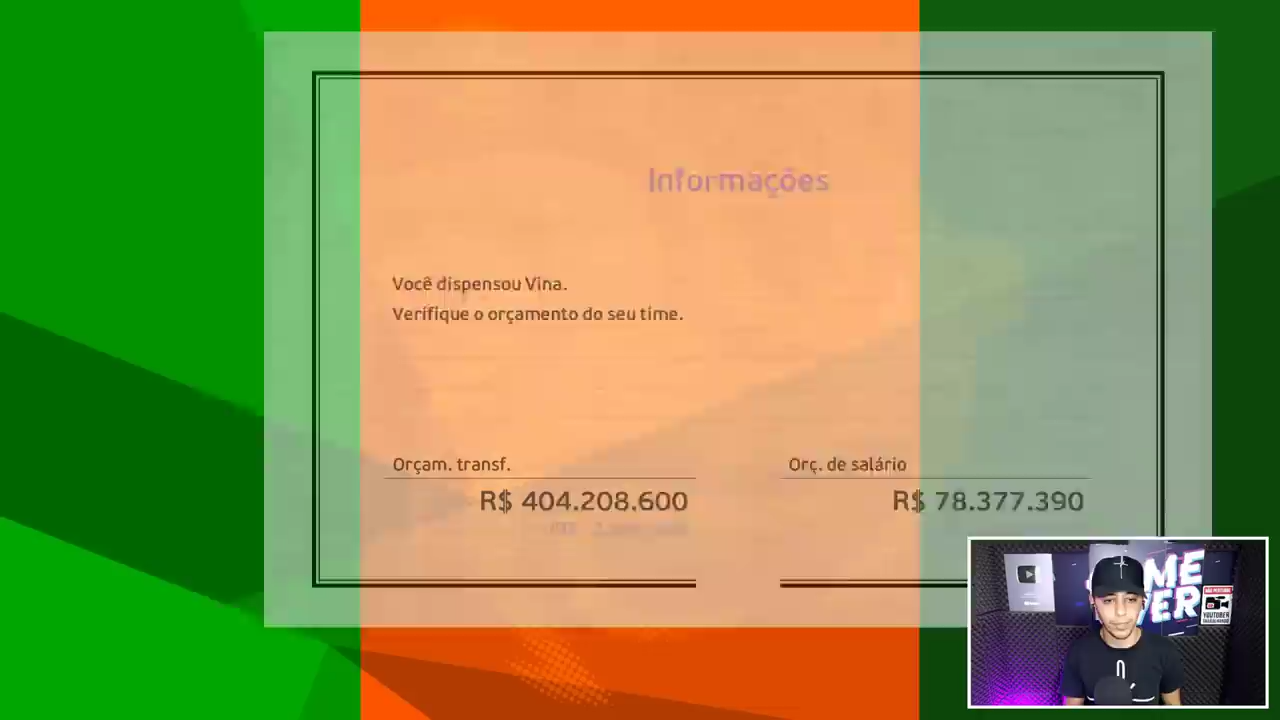 Informações
Você dispensou Vina.
Verifique o orçamento do seu time.
Orçam. transf.
Orç. de salário
R$ 404.208.600
R$ 78.377.390